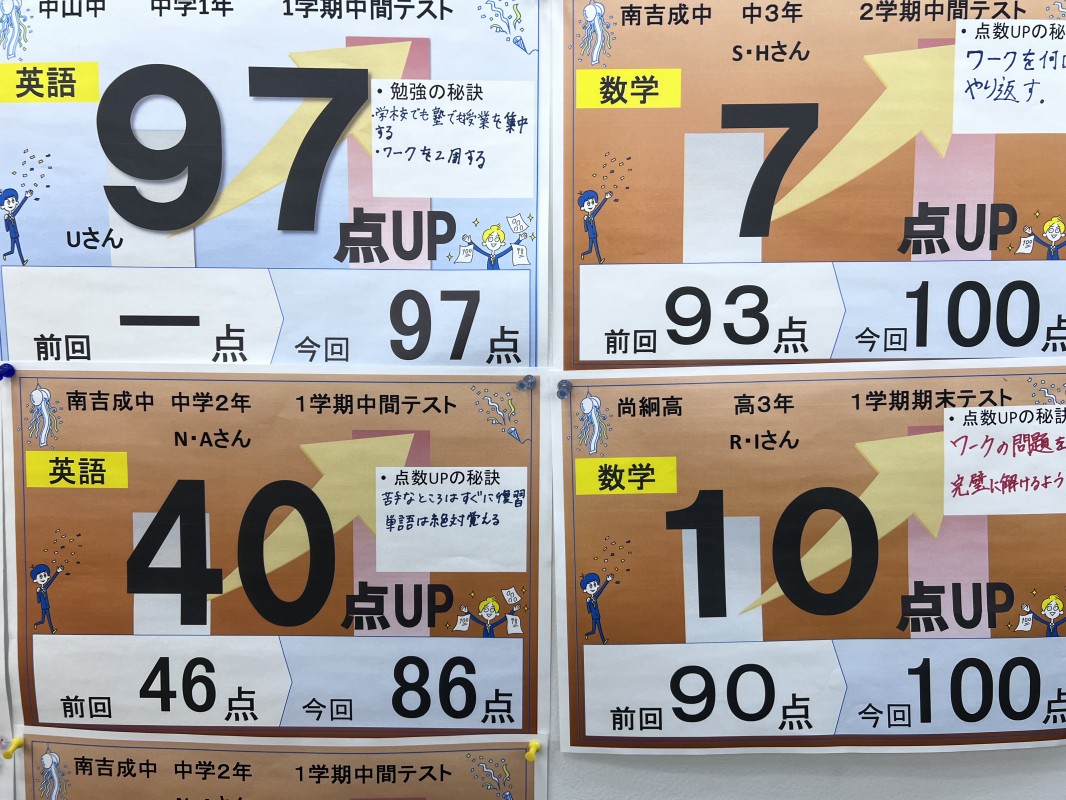 中山中 中学1年 1学期中間テスト
英語
97
点UP
・勉強の秘訣
・学校でも塾でも授業を集中
する
・ワークを2周する
Uさん
前回 ー 点 今回 97点
南吉成中 中3年 2学期中間テスト
S・Hさん
数学
7
点UP
・点数UPの秘
ワークを何
やり返す.
前回 93点 今回 100点
南吉成中 中学2年 1学期中間テスト
N・Aさん
英語
40
点UP
・点数UPの秘訣
苦手なところはすぐに復習
単語は絶対覚える
前回 46点 今回 86点
尚絅高 高3年 1学期期末テスト
R・Iさん
数学
10
点UP
・点数UPの秘訣
ワークの問題を
完璧に解けるよう
前回 90点 今回 100点
南吉成中 中学2年 1学期中間テスト